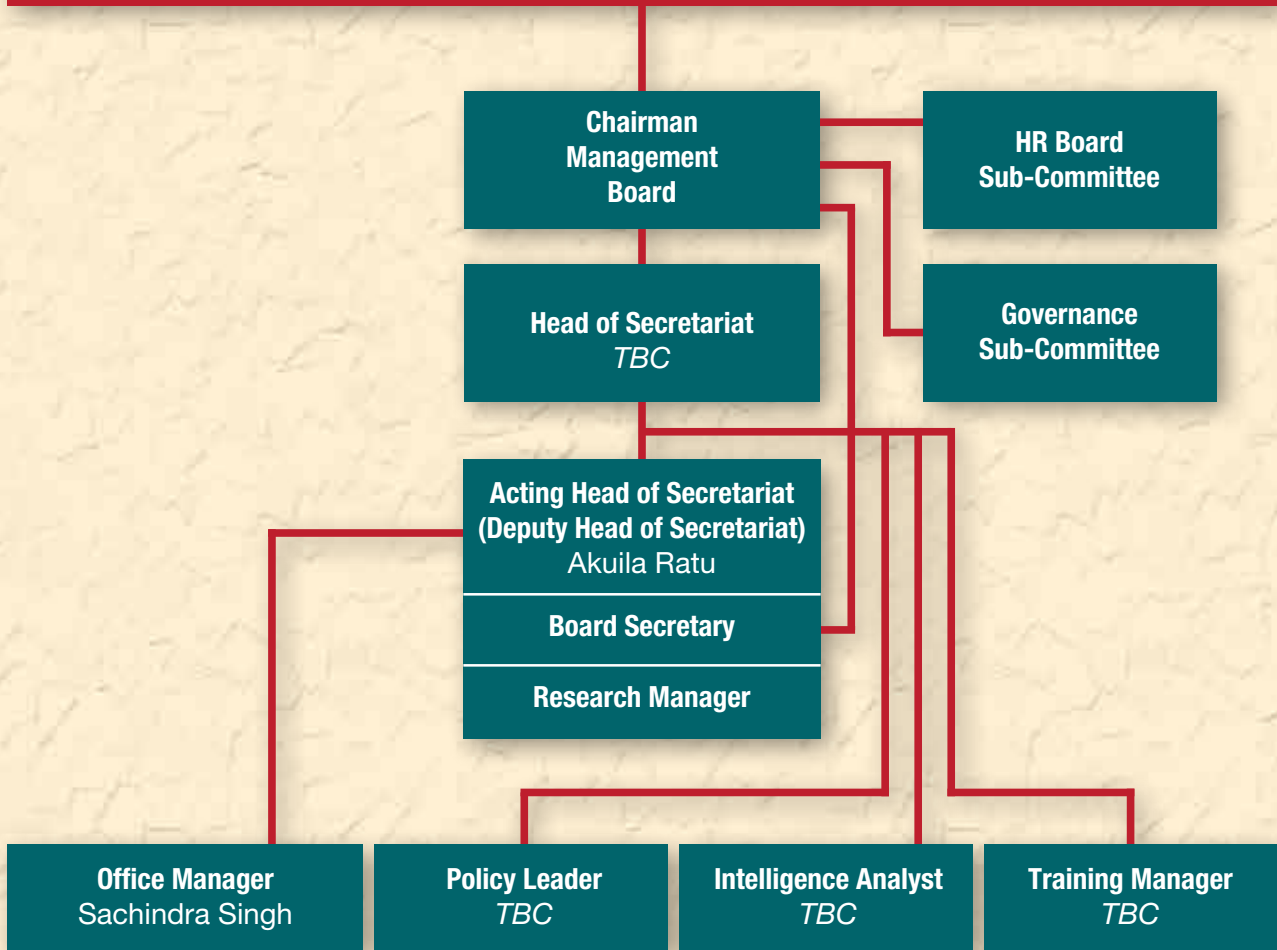 Chairman
Management
Board
HR Board
Sub-Committee
Head of Secretariat
TBC
Governance
Sub-Committee
Acting Head of Secretariat
(Deputy Head of Secretariat)
Akuila Ratu
Board Secretary
Research Manager
Office Manager
Sachindra Singh
Policy Leader
TBC
Intelligence Analyst
TBC
Training Manager
TBC